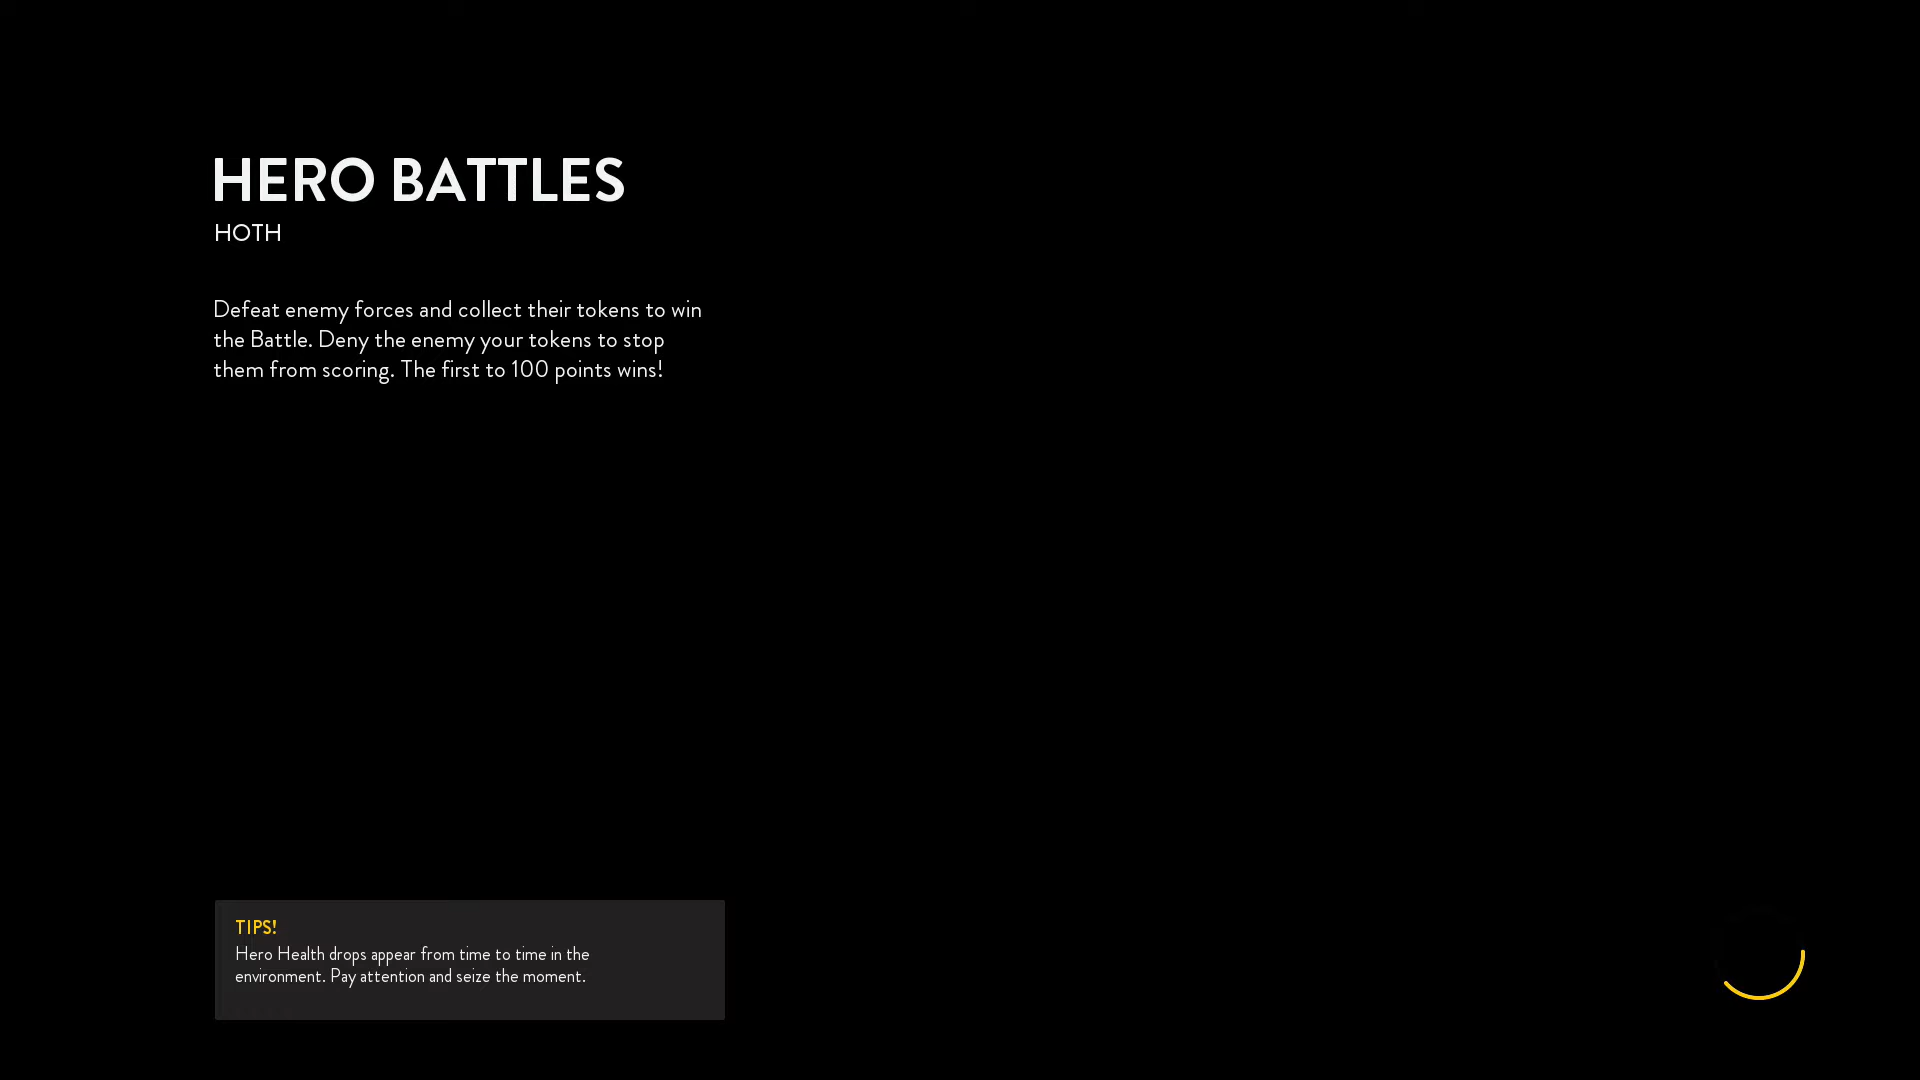 HERO BATTLES
HOTH
Defeat enemy forces and collect their tokens to win
the Battle. Deny the enemy your tokens to stop
them from scoring. The first to 100 points wins!
TIPS!
Hero Health drops appear from time to time in the
environment. Pay attention and seize the moment.